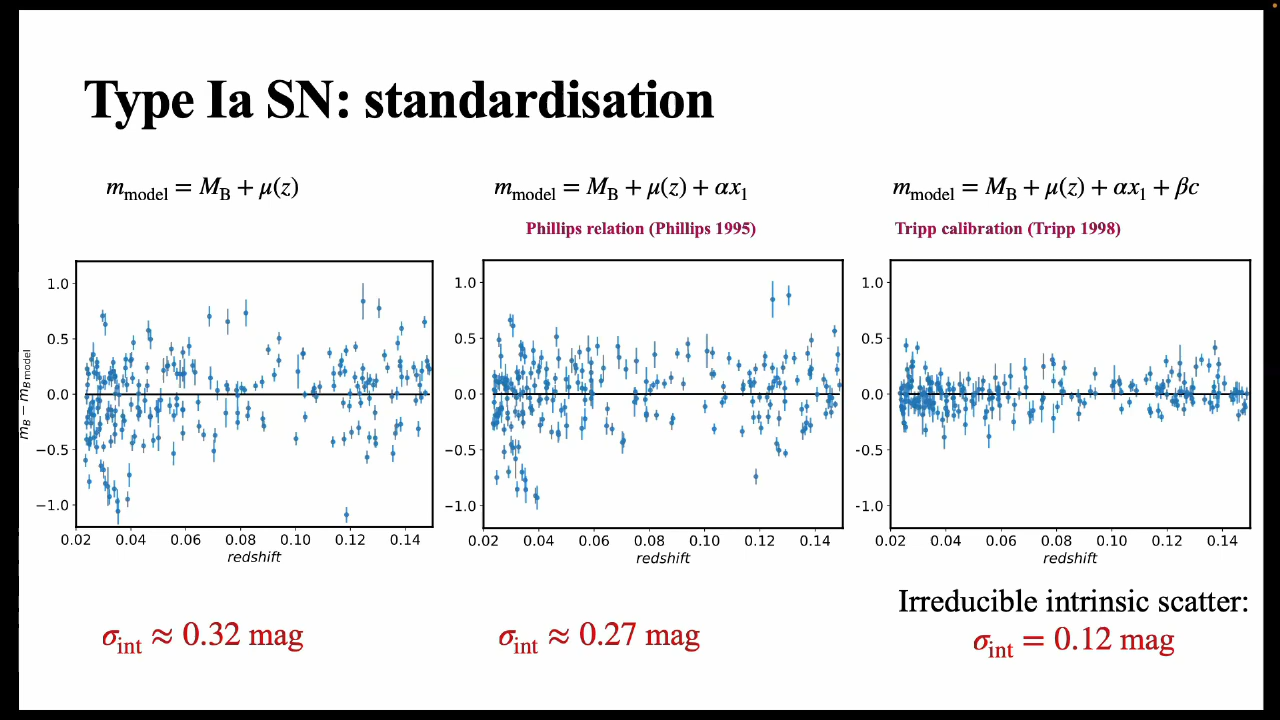 Type Ia SN: standardisation
m_model = M_B + μ(z)
m_model = M_B + μ(z) + αx_1
m_model = M_B + μ(z) + αx_1 + βc
Phillips relation (Phillips 1995)
Tripp calibration (Tripp 1998)
m_B − m_B model
1.0
0.5
0.0
−0.5
−1.0
0.02 0.04 0.06 0.08 0.10 0.12 0.14
redshift
1.0
0.5
0.0
−0.5
−1.0
0.02 0.04 0.06 0.08 0.10 0.12 0.14
redshift
1.0
0.5
0.0
-0.5
-1.0
0.02 0.04 0.06 0.08 0.10 0.12 0.14
redshift
σ_int ≈ 0.32 mag
σ_int ≈ 0.27 mag
Irreducible intrinsic scatter:
σ_int = 0.12 mag